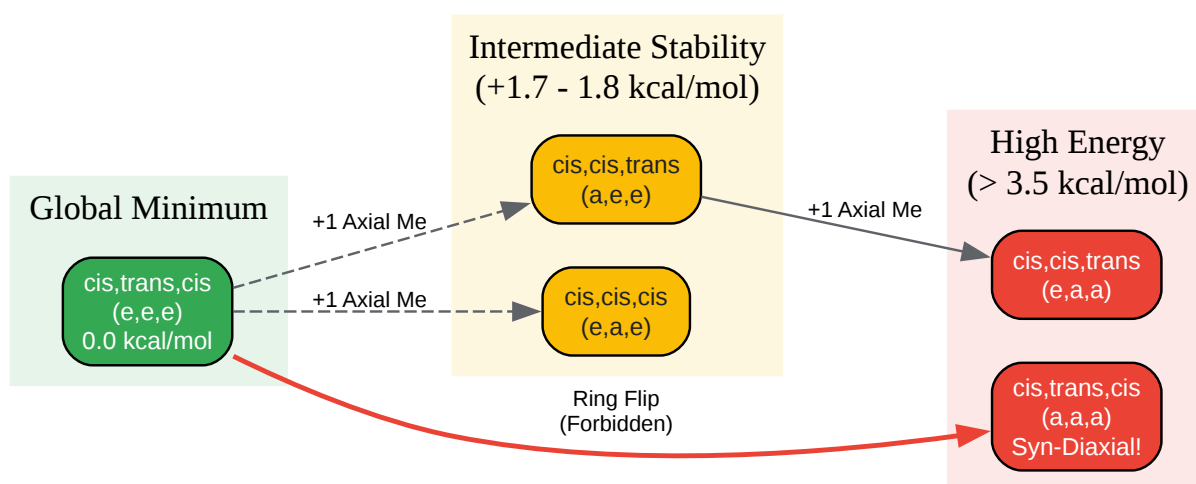 Global Minimum
cis,trans,cis
(e,e,e)
0.0 kcal/mol
+1 Axial Me
+1 Axial Me
Intermediate Stability
(+1.7 - 1.8 kcal/mol)
cis,cis,trans
(a,e,e)
cis,cis,cis
(e,a,e)
Ring Flip
(Forbidden)
+1 Axial Me
High Energy
(> 3.5 kcal/mol)
cis,cis,trans
(e,a,a)
cis,trans,cis
(a,a,a)
Syn-Diaxial!